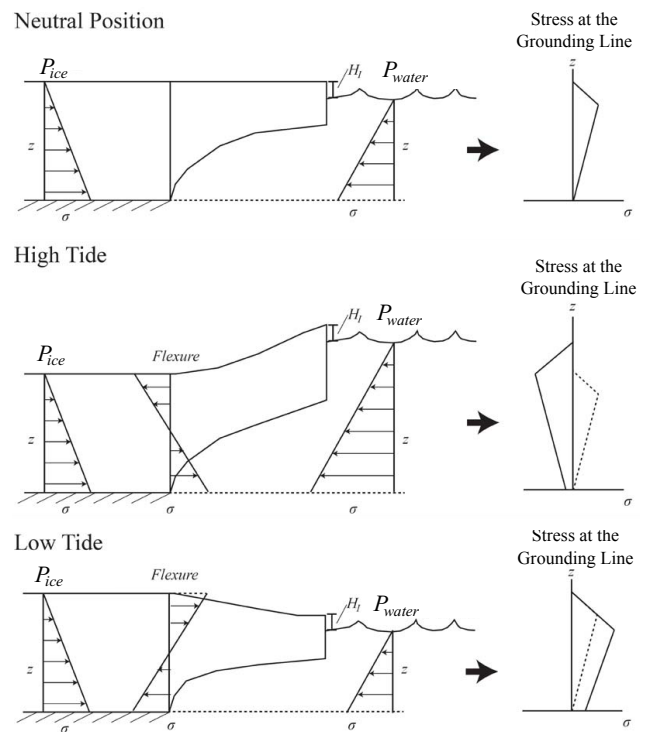 Neutral Position
Stress at the
Grounding Line
P_ice
H_I
P_water
z
z
z
σ
σ
σ
High Tide
Stress at the
Grounding Line
z
P_ice
Flexure
H_I
P_water
z
z
σ
σ
σ
Low Tide
Stress at the
Grounding Line
z
P_ice
Flexure
H_I
P_water
z
z
σ
σ
σ
σ